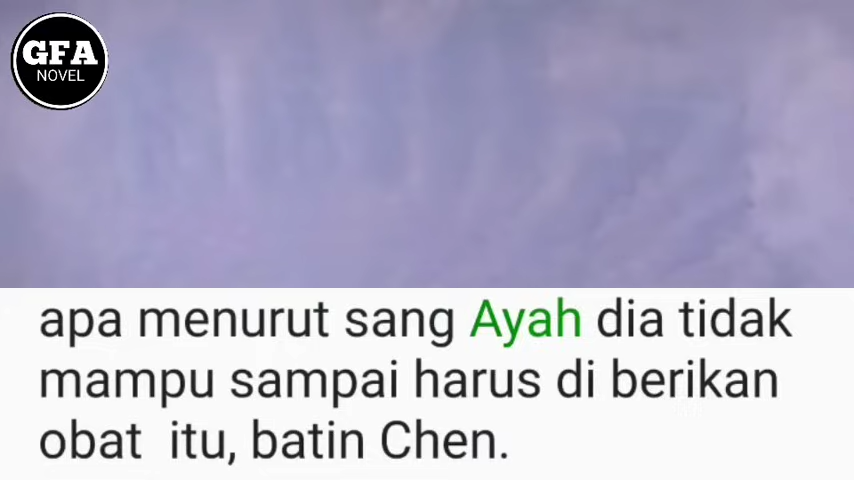 GFA
NOVEL
apa menurut sang Ayah dia tidak
mampu sampai harus di berikan
obat  itu, batin Chen.